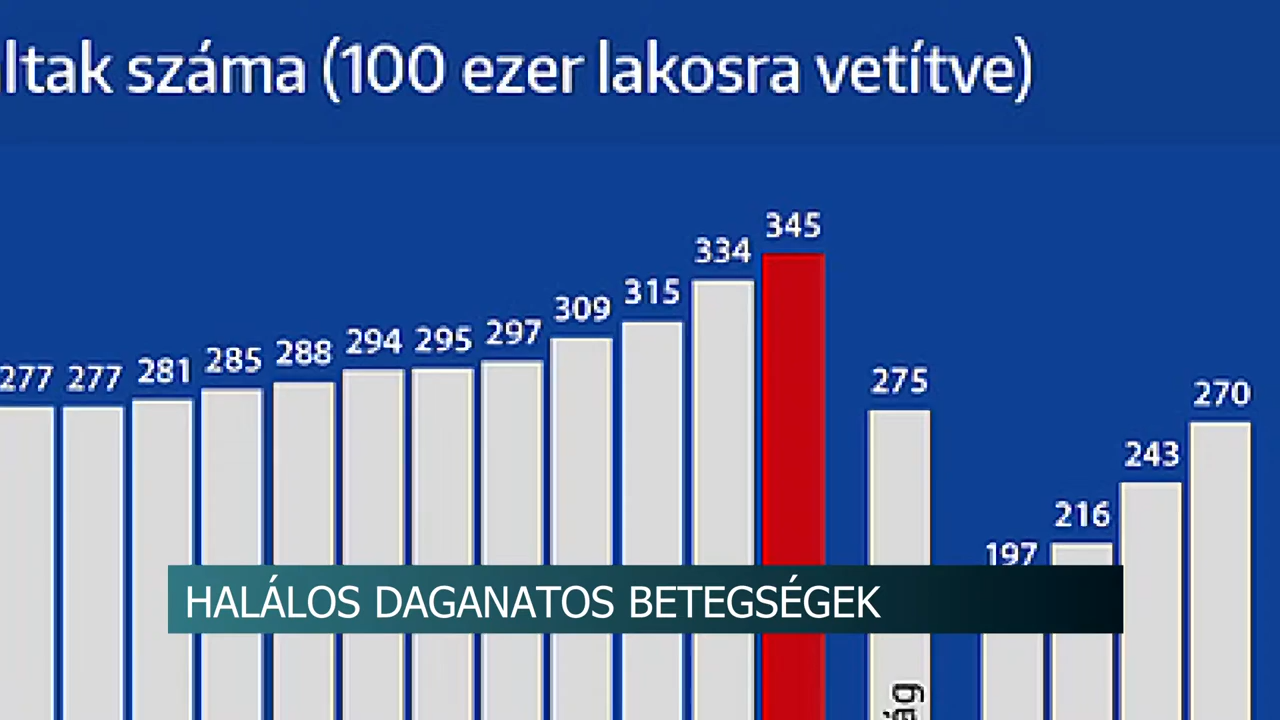 ltak száma (100 ezer lakosra vetítve)
277 277 281 285 288 294 295 297 309 315 334 345 275 197 216 243 270
HALÁLOS DAGANATOS BETEGSÉGEK